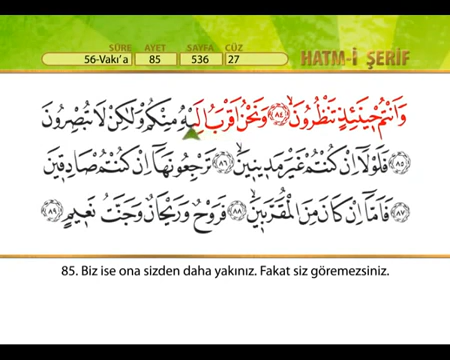 SÛRE AYET SAYFA CÜZ
56-Vakı'a 85 536 27
HATM-İ ŞERİF
وَاَنْتُمْ حٖينَئِذٍ تَنْظُرُونَۙ ﴿٨٤﴾ وَنَحْنُ اَقْرَبُ اِلَيْهِ مِنْكُمْ وَلٰكِنْ لَا تُبْصِرُونَ
﴿٨٥﴾ فَلَوْلَٓا اِنْ كُنْتُمْ غَيْرَ مَدٖينٖينَۙ ﴿٨٦﴾ تَرْجِعُونَهَٓا اِنْ كُنْتُمْ صَادِقٖينَ
﴿٨٧﴾ فَاَمَّٓا اِنْ كَانَ مِنَ الْمُقَرَّبٖينَۙ ﴿٨٨﴾ فَرَوْحٌ وَرَيْحَانٌ وَجَنَّتُ نَعٖيمٍ ﴿٨٩﴾
85. Biz ise ona sizden daha yakınız. Fakat siz göremezsiniz.